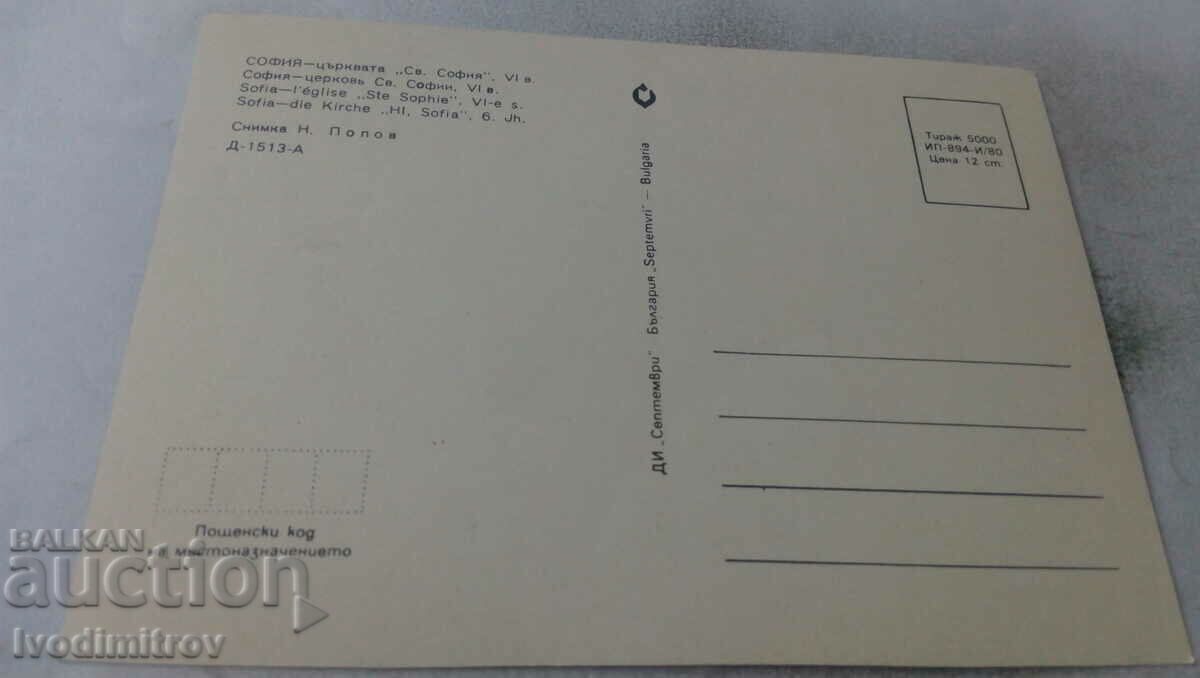 СОФИЯ—църквата „Св. София", VI в.
София—церковь Св. Софии, VI в.
Sofia—l'église „Ste Sophie", VI-e s.
Sofia—die Kirche „Hl, Sofia", 6. Jh.
Снимка Н. Попов
Д-1513-А
ДИ „Септември" България „Septemvri" — Bulgaria
Тираж 5000
ИП-894-И/80
Цена 12 ст.
Пощенски код
на местоназначението
BALKAN
auction
Ivodimitrov